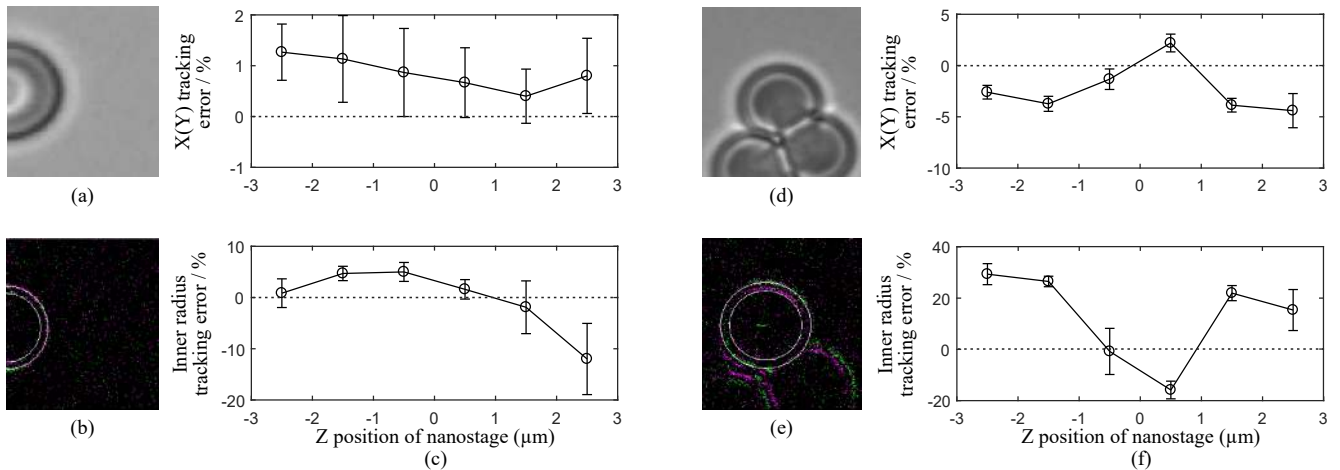 2
1
0
-1
X(Y) tracking
error / %
-3 -2 -1 0 1 2 3
(a)
5
0
-5
-10
X(Y) tracking
error / %
-3 -2 -1 0 1 2 3
(d)
10
0
-10
-20
Inner radius
tracking error / %
-3 -2 -1 0 1 2 3
Z position of nanostage (µm)
(b)
(c)
40
20
0
-20
Inner radius
tracking error / %
-3 -2 -1 0 1 2 3
Z position of nanostage (µm)
(e)
(f)